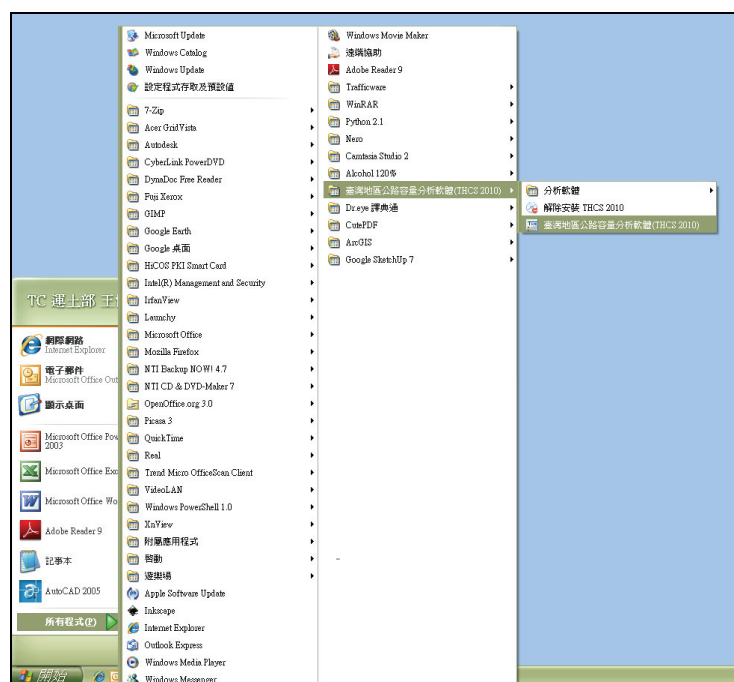 Microsoft Update
Windows Catalog
Windows Update
設定程式存取及預設值
7-Zip
Acer GridVista
Autodesk
CyberLink PowerDVD
DynaDoc Free Reader
Fuji Xerox
GIMP
Google Earth
Google 桌面
HiCOS PKI Smart Card
Intel(R) Management and Security
IrfanView
Launchy
Microsoft Office
Mozilla Firefox
NTI Backup NOW! 4.7
NTI CD & DVD-Maker 7
OpenOffice.org 3.0
Picasa 3
QuickTime
Real
Trend Micro OfficeScan Client
VideoLAN
Windows PowerShell 1.0
XnView
附屬應用程式
啟動
遊樂場
Apple Software Update
Inkscape
Internet Explorer
Outlook Express
Windows Media Player
Windows Messenger
Windows Movie Maker
遠端協助
Adobe Reader 9
Trafficware
WinRAR
Python 2.1
Nero
Camtasia Studio 2
Alcohol 120%
臺灣地區公路容量分析軟體(THCS 2010)
Dr.eye 譯典通
CutePDF
ArcGIS
Google SketchUp 7
分析軟體
解除安裝 THCS 2010
臺灣地區公路容量分析軟體(THCS 2010)
TC 運土部 王
網際網路
Internet Explorer
電子郵件
Microsoft Office Out
顯示桌面
Microsoft Office Pow
2003
Microsoft Office Exc
Microsoft Office Wo
Adobe Reader 9
記事本
AutoCAD 2005
所有程式(P)
開始